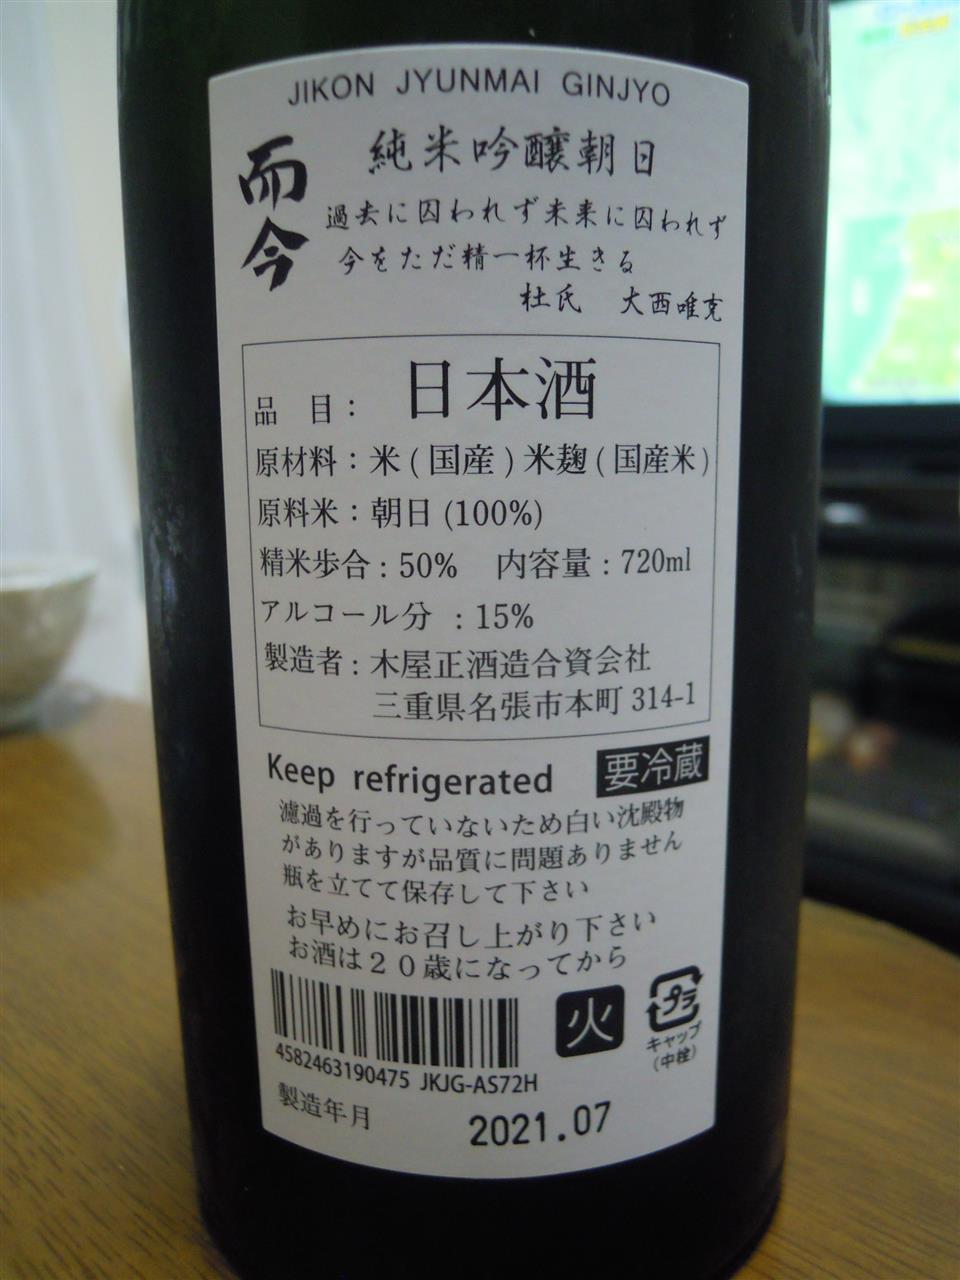 JIKON JYUNMAI GINJYO
而今
純米吟醸朝日
過去に囚われず未来に囚われず
今をただ精一杯生きる
杜氏 大西唯克
品 目： 日本酒
原材料：米(国産)米麹(国産米)
原料米：朝日(100%)
精米歩合：50% 内容量：720ml
アルコール分 ：15%
製造者：木屋正酒造合資会社
三重県名張市本町 314-1
Keep refrigerated 要冷蔵
濾過を行っていないため白い沈殿物
がありますが品質に問題ありません
瓶を立てて保存して下さい
お早めにお召し上がり下さい
お酒は２０歳になってから
火
プラ
キャップ
(中栓)
4582463190475 JKJG-AS72H
製造年月 2021.07